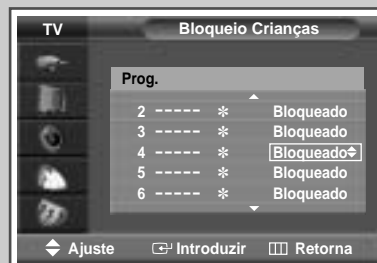 TV Bloqueio Crianças
Prog.
2 ----- ✼ Bloqueado
3 ----- ✼ Bloqueado
4 ----- ✼ Bloqueado
5 ----- ✼ Bloqueado
6 ----- ✼ Bloqueado
Ajuste Introduzir Retorna